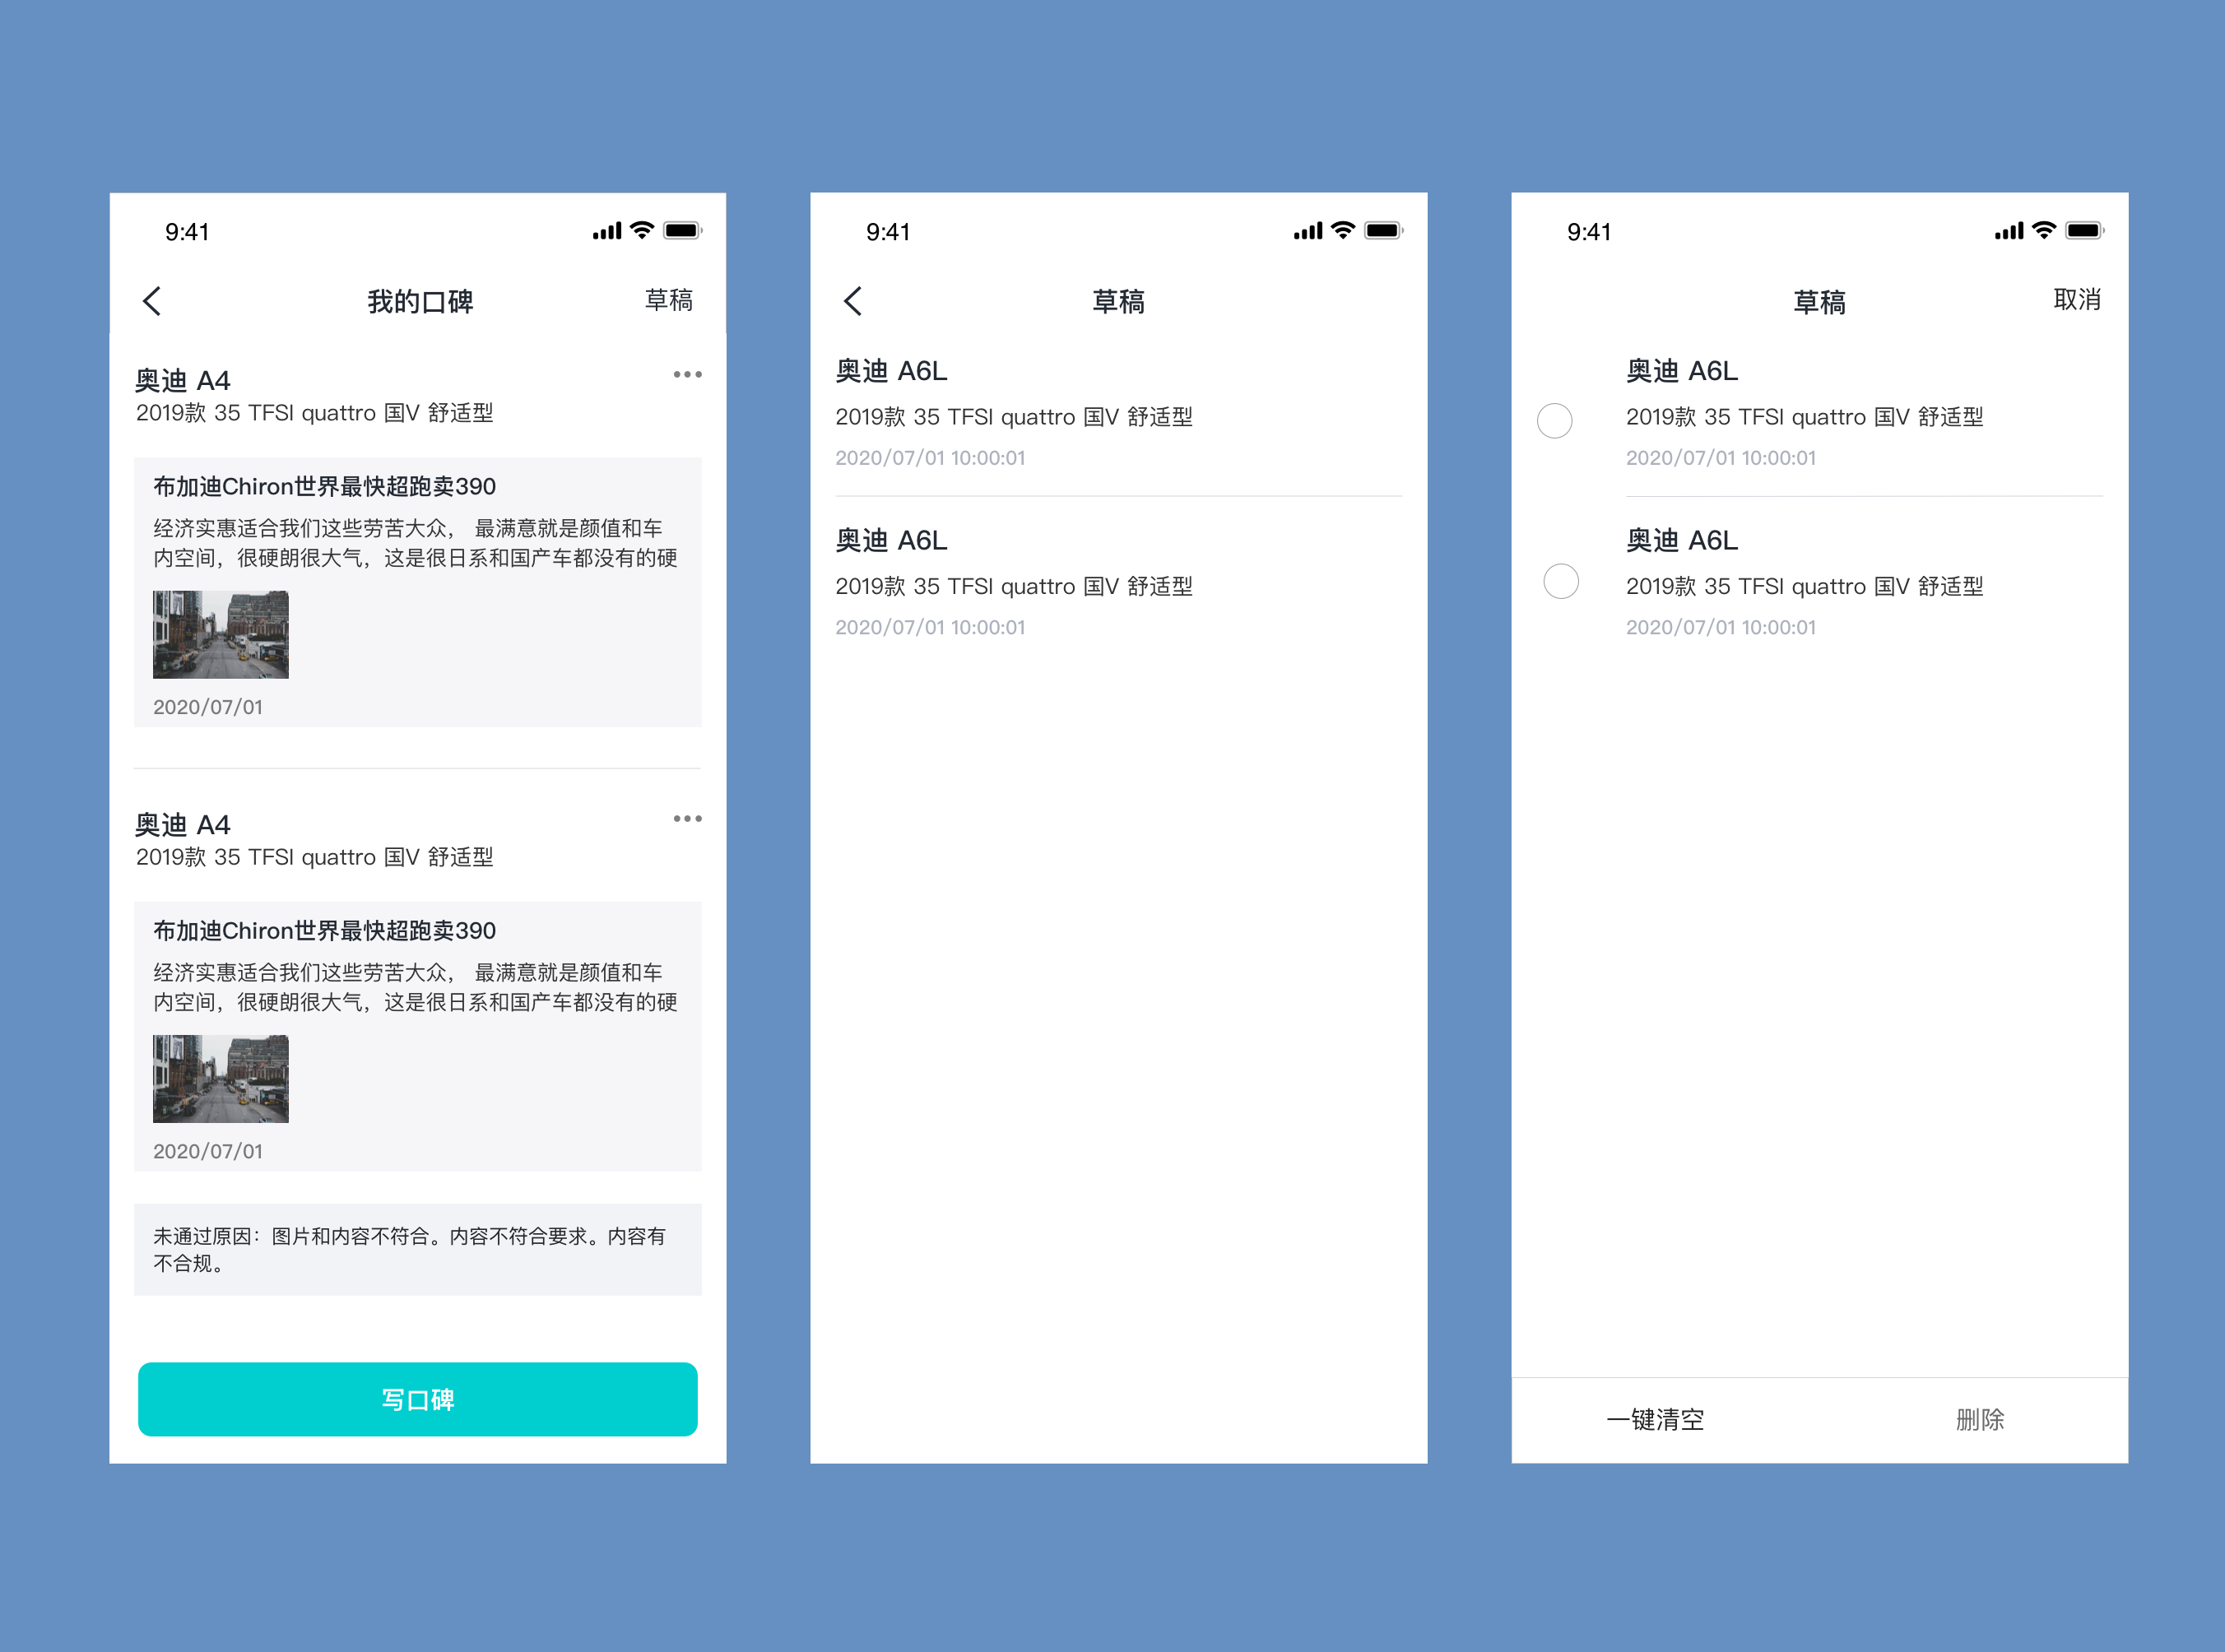 9:41
我的口碑
草稿
奥迪 A4
2019款 35 TFSI quattro 国V 舒适型
布加迪Chiron世界最快超跑卖390
经济实惠适合我们这些劳苦大众， 最满意就是颜值和车
内空间，很硬朗很大气，这是很日系和国产车都没有的硬
2020/07/01
奥迪 A4
2019款 35 TFSI quattro 国V 舒适型
布加迪Chiron世界最快超跑卖390
经济实惠适合我们这些劳苦大众， 最满意就是颜值和车
内空间，很硬朗很大气，这是很日系和国产车都没有的硬
2020/07/01
未通过原因：图片和内容不符合。内容不符合要求。内容有
不合规。
写口碑
9:41
草稿
奥迪 A6L
2019款 35 TFSI quattro 国V 舒适型
2020/07/01 10:00:01
奥迪 A6L
2019款 35 TFSI quattro 国V 舒适型
2020/07/01 10:00:01
9:41
草稿
取消
奥迪 A6L
2019款 35 TFSI quattro 国V 舒适型
2020/07/01 10:00:01
奥迪 A6L
2019款 35 TFSI quattro 国V 舒适型
2020/07/01 10:00:01
一键清空
删除